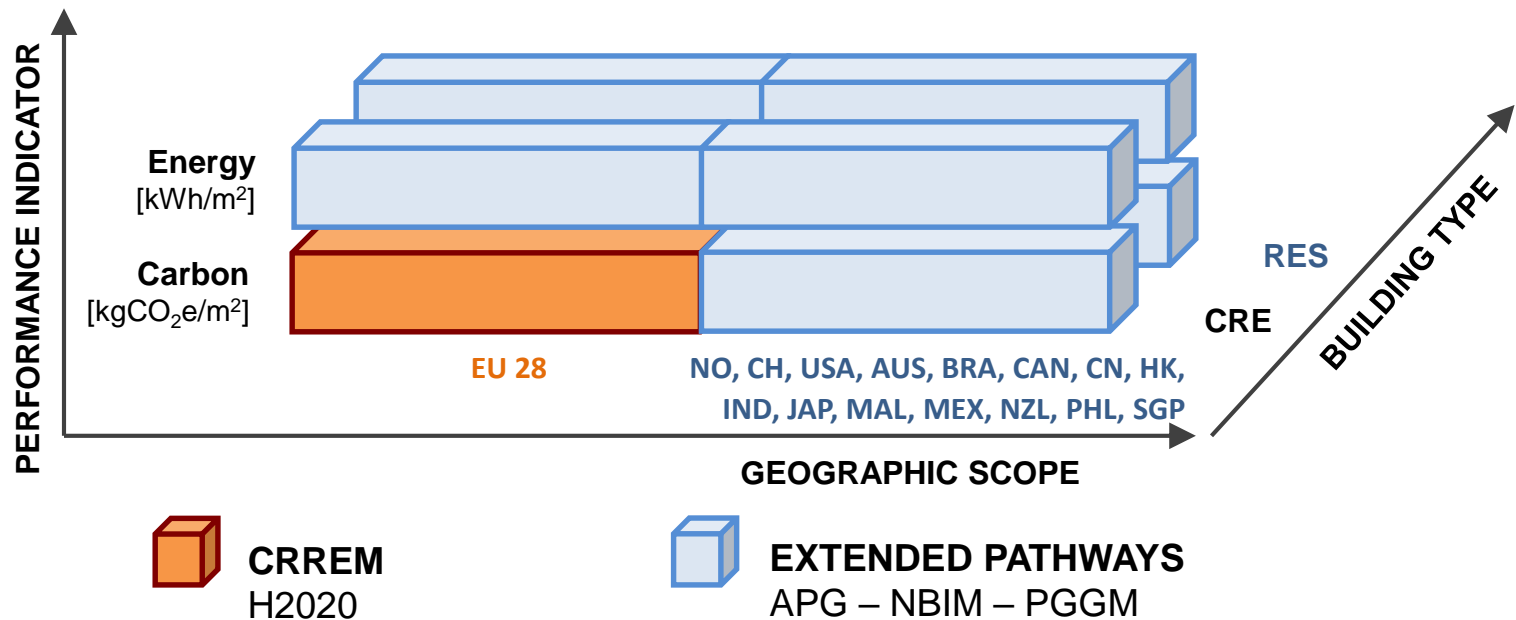 PERFORMANCE INDICATOR
Energy
[kWh/m²]
Carbon
[kgCO₂e/m²]
RES
CRE
BUILDING TYPE
EU 28
NO, CH, USA, AUS, BRA, CAN, CN, HK,
IND, JAP, MAL, MEX, NZL, PHL, SGP
GEOGRAPHIC SCOPE
CRREM
H2020
EXTENDED PATHWAYS
APG – NBIM – PGGM